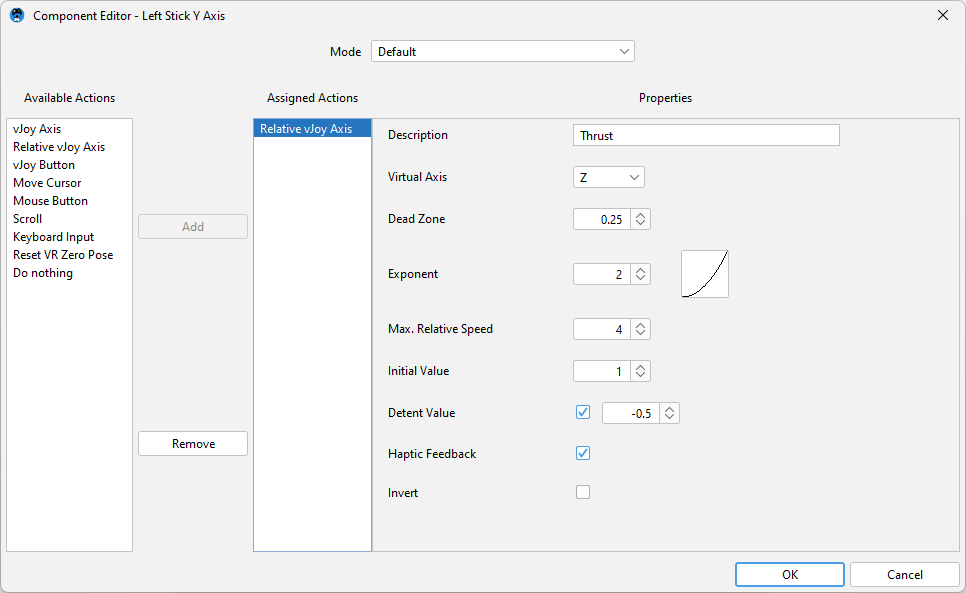 Component Editor - Left Stick Y Axis
Mode Default
Available Actions
Assigned Actions
Properties
vJoy Axis
Relative vJoy Axis
vJoy Button
Move Cursor
Mouse Button
Scroll
Keyboard Input
Reset VR Zero Pose
Do nothing
Add
Remove
Relative vJoy Axis
Description Thrust
Virtual Axis Z
Dead Zone 0.25
Exponent 2
Max. Relative Speed 4
Initial Value 1
Detent Value -0.5
Haptic Feedback
Invert
OK
Cancel